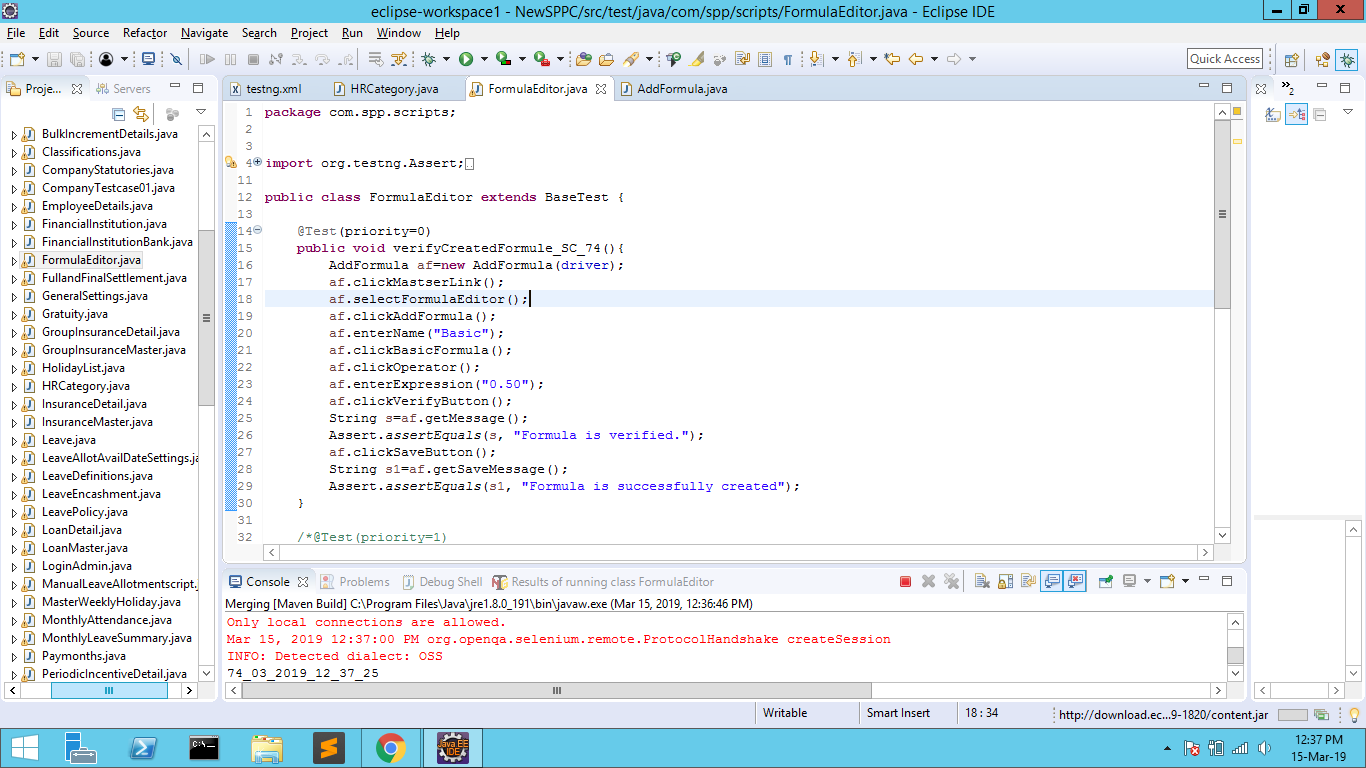 eclipse-workspace1 - NewSPPC/src/test/java/com/spp/scripts/FormulaEditor.java - Eclipse IDE
File Edit Source Refactor Navigate Search Project Run Window Help
Quick Access
Proje... Servers
testng.xml HRCategory.java FormulaEditor.java AddFormula.java
2
BulkIncrementDetails.java
Classifications.java
CompanyStatutories.java
CompanyTestcase01.java
EmployeeDetails.java
FinancialInstitution.java
FinancialInstitutionBank.java
FormulaEditor.java
FullandFinalSettlement.java
GeneralSettings.java
Gratuity.java
GroupInsuranceDetail.java
GroupInsuranceMaster.java
HolidayList.java
HRCategory.java
InsuranceDetail.java
InsuranceMaster.java
Leave.java
LeaveAllotAvailDateSettings.ja
LeaveDefinitions.java
LeaveEncashment.java
LeavePolicy.java
LoanDetail.java
LoanMaster.java
LoginAdmin.java
ManualLeaveAllotmentscript.
MasterWeeklyHoliday.java
MonthlyAttendance.java
MonthlyLeaveSummary.java
Paymonths.java
PeriodicIncentiveDetail.java
1 package com.spp.scripts;
2
3
4 import org.testng.Assert;
11
12 public class FormulaEditor extends BaseTest {
13
14 @Test(priority=0)
15 public void verifyCreatedFormule_SC_74(){
16 AddFormula af=new AddFormula(driver);
17 af.clickMastserLink();
18 af.selectFormulaEditor();
19 af.clickAddFormula();
20 af.enterName("Basic");
21 af.clickBasicFormula();
22 af.clickOperator();
23 af.enterExpression("0.50");
24 af.clickVerifyButton();
25 String s=af.getMessage();
26 Assert.assertEquals(s, "Formula is verified.");
27 af.clickSaveButton();
28 String s1=af.getSaveMessage();
29 Assert.assertEquals(s1, "Formula is successfully created");
30 }
31
32 /*@Test(priority=1)
Console Problems Debug Shell Results of running class FormulaEditor
Merging [Maven Build] C:\Program Files\Java\jre1.8.0_191\bin\javaw.exe (Mar 15, 2019, 12:36:46 PM)
Only local connections are allowed.
Mar 15, 2019 12:37:00 PM org.openqa.selenium.remote.ProtocolHandshake createSession
INFO: Detected dialect: OSS
74_03_2019_12_37_25
Writable Smart Insert 18 : 34 http://download.ec...9-1820/content.jar
Java EE IDE
12:37 PM
15-Mar-19